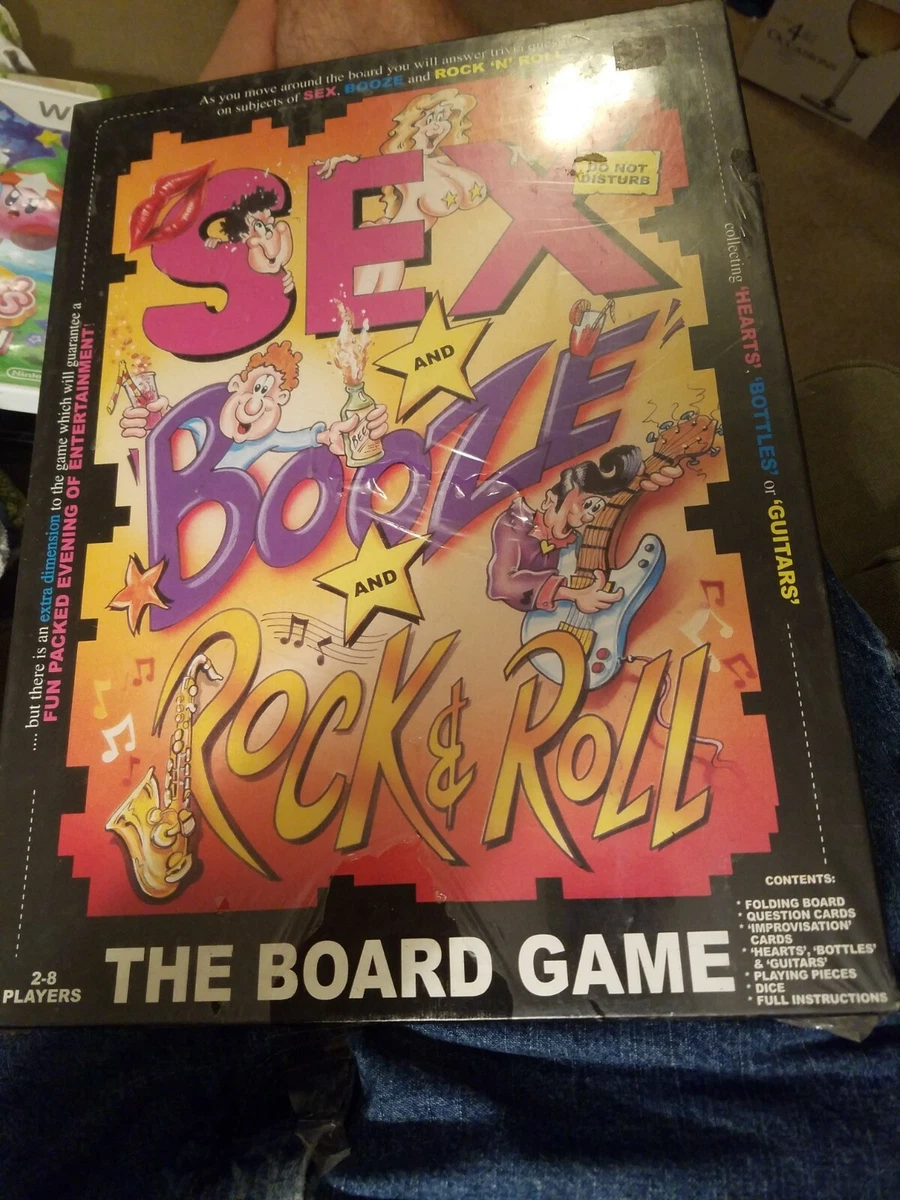 As you move around the board you will answer trivia
on subjects of SEX, BOOZE and ROCK 'N' ROLL
SEX
DO NOT
DISTURB
AND
BOOZE
BEER
AND
ROCK & ROLL
THE BOARD GAME
collecting 'HEARTS', 'BOTTLES' or 'GUITARS'
.... but there is an extra dimension to the game which will guarantee a
FUN PACKED EVENING OF ENTERTAINMENT!
2-8
PLAYERS
CONTENTS:
* FOLDING BOARD
* QUESTION CARDS
* 'IMPROVISATION'
CARDS
* 'HEARTS', 'BOTTLES'
& 'GUITARS'
* PLAYING PIECES
* DICE
* FULL INSTRUCTIONS
W
Ninten
4